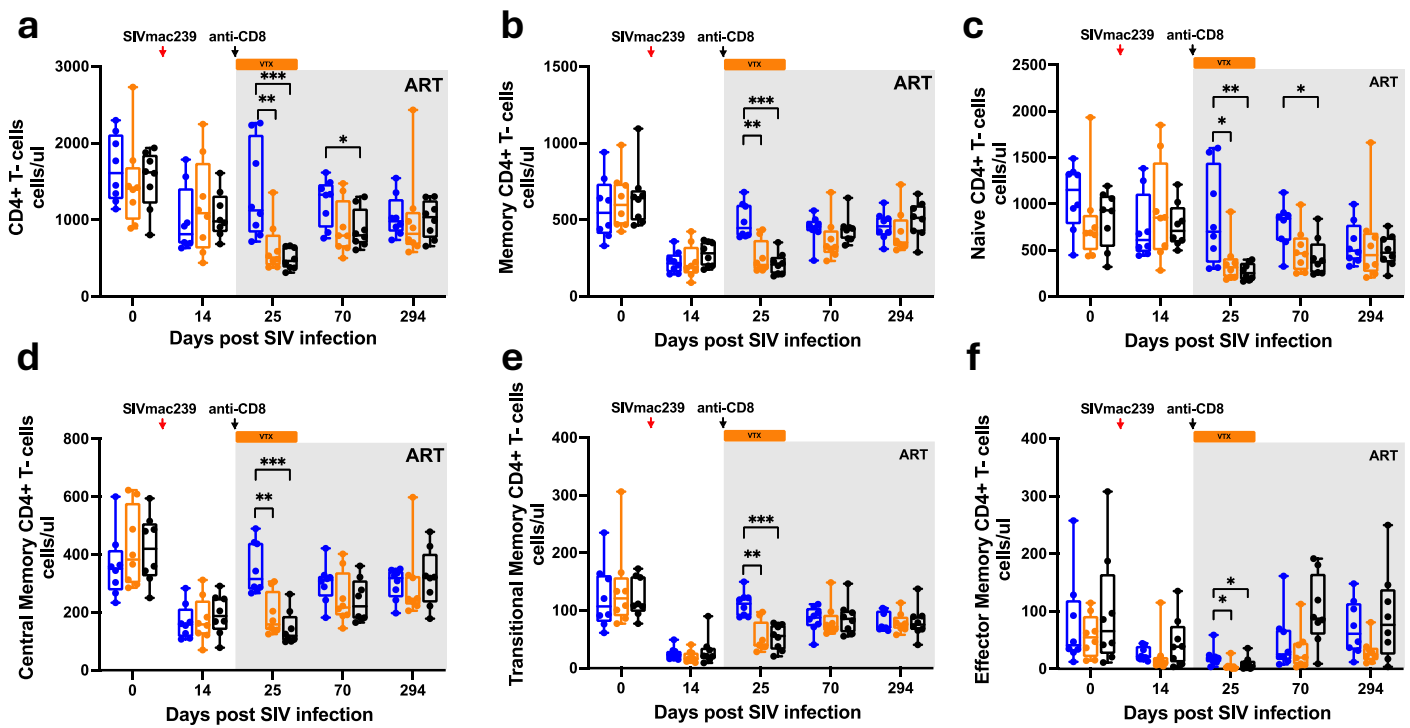 a
SIVmac239 anti-CD8
VTX
ART
3000
2000
1000
0
CD4+ T- cells
cells/ul
***
**
*
0 14 25 70 294
Days post SIV infection
b
SIVmac239 anti-CD8
VTX
ART
1500
1000
500
0
Memory CD4+ T-cells
cells/ul
***
**
0 14 25 70 294
Days post SIV infection
c
SIVmac239 anti-CD8
VTX
ART
2500
2000
1500
1000
500
0
Naive CD4+ T-cells
cells/ul
**
*
*
0 14 25 70 294
Days post SIV infection
d
SIVmac239 anti-CD8
VTX
ART
800
600
400
200
0
Central Memory CD4+ T- cells
cells/ul
***
**
0 14 25 70 294
Days post SIV infection
e
SIVmac239 anti-CD8
VTX
ART
400
300
200
100
0
Transitional Memory CD4+ T- cells
cells/ul
***
**
0 14 25 70 294
Days post SIV infection
f
SIVmac239 anti-CD8
VTX
ART
400
300
200
100
0
Effector Memory CD4+ T- cells
cells/ul
*
*
0 14 25 70 294
Days post SIV infection